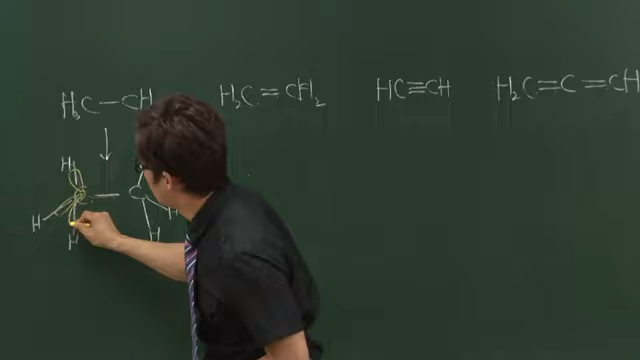 H₃C—CH H₂C=CH₂ HC≡CH H₂C=C=CH
H
H C H
H H